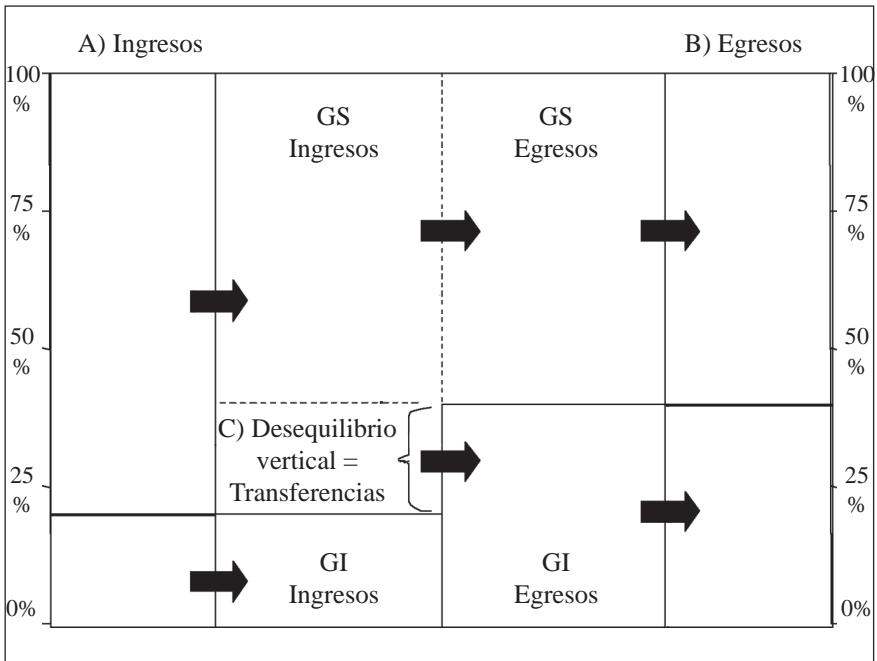 A) Ingresos
B) Egresos
100
%
75
%
50
%
25
%
0%
GS
Ingresos
GS
Egresos
C) Desequilibrio
vertical =
Transferencias
GI
Ingresos
GI
Egresos
100
%
75
%
50
%
25
%
0%